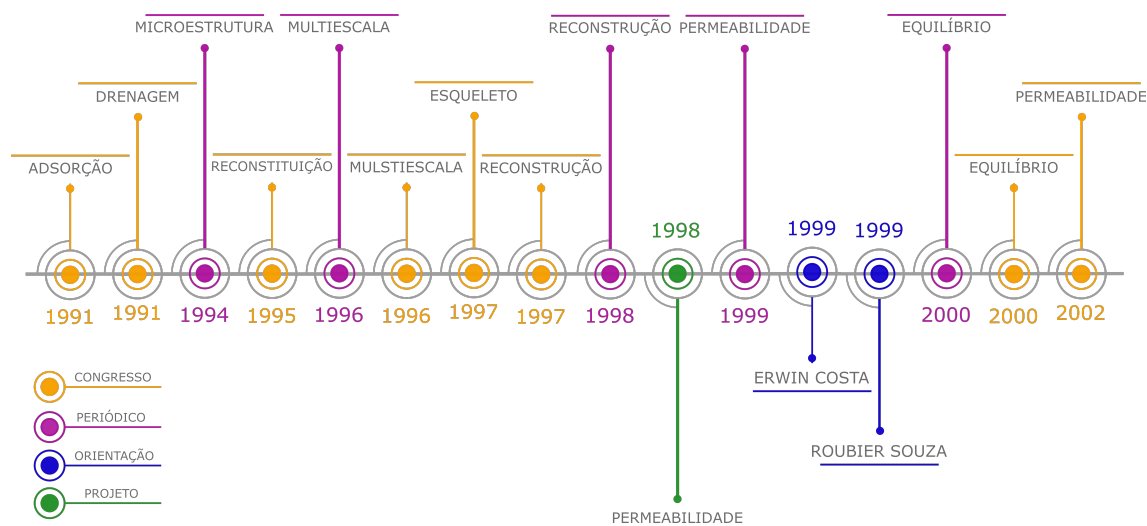 MICROESTRUTURA
MULTIESCALA
RECONSTRUÇÃO
PERMEABILIDADE
EQUILÍBRIO
DRENAGEM
ESQUELETO
PERMEABILIDADE
ADSORÇÃO
RECONSTITUIÇÃO
MULSTIESCALA
RECONSTRUÇÃO
EQUILÍBRIO
1998
1999
1999
1991
1991
1994
1995
1996
1996
1997
1997
1998
1999
2000
2000
2002
CONGRESSO
PERIÓDICO
ORIENTAÇÃO
PROJETO
ERWIN COSTA
ROUBIER SOUZA
PERMEABILIDADE